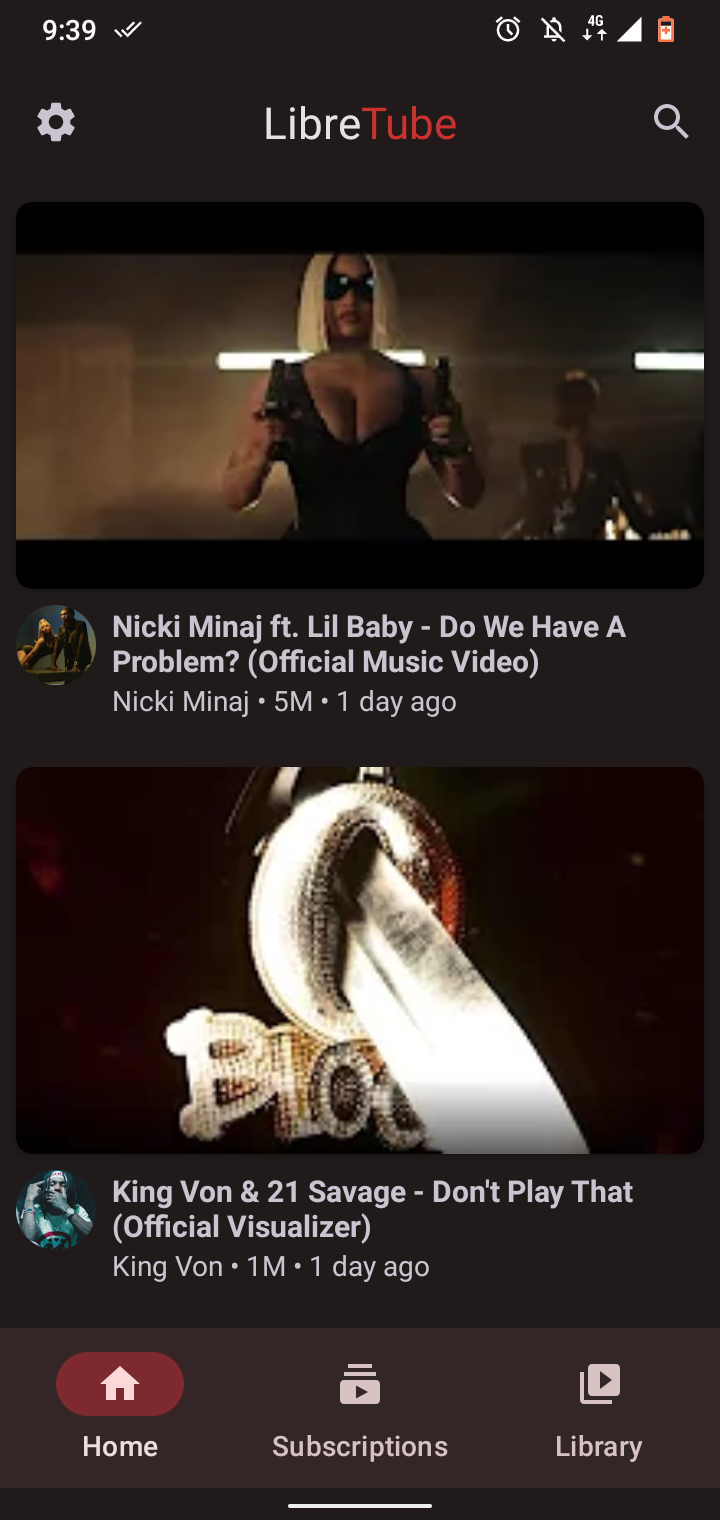 9:39
4G
LibreTube
Nicki Minaj ft. Lil Baby - Do We Have A
Problem? (Official Music Video)
Nicki Minaj • 5M • 1 day ago
King Von & 21 Savage - Don't Play That
(Official Visualizer)
King Von • 1M • 1 day ago
Home
Subscriptions
Library